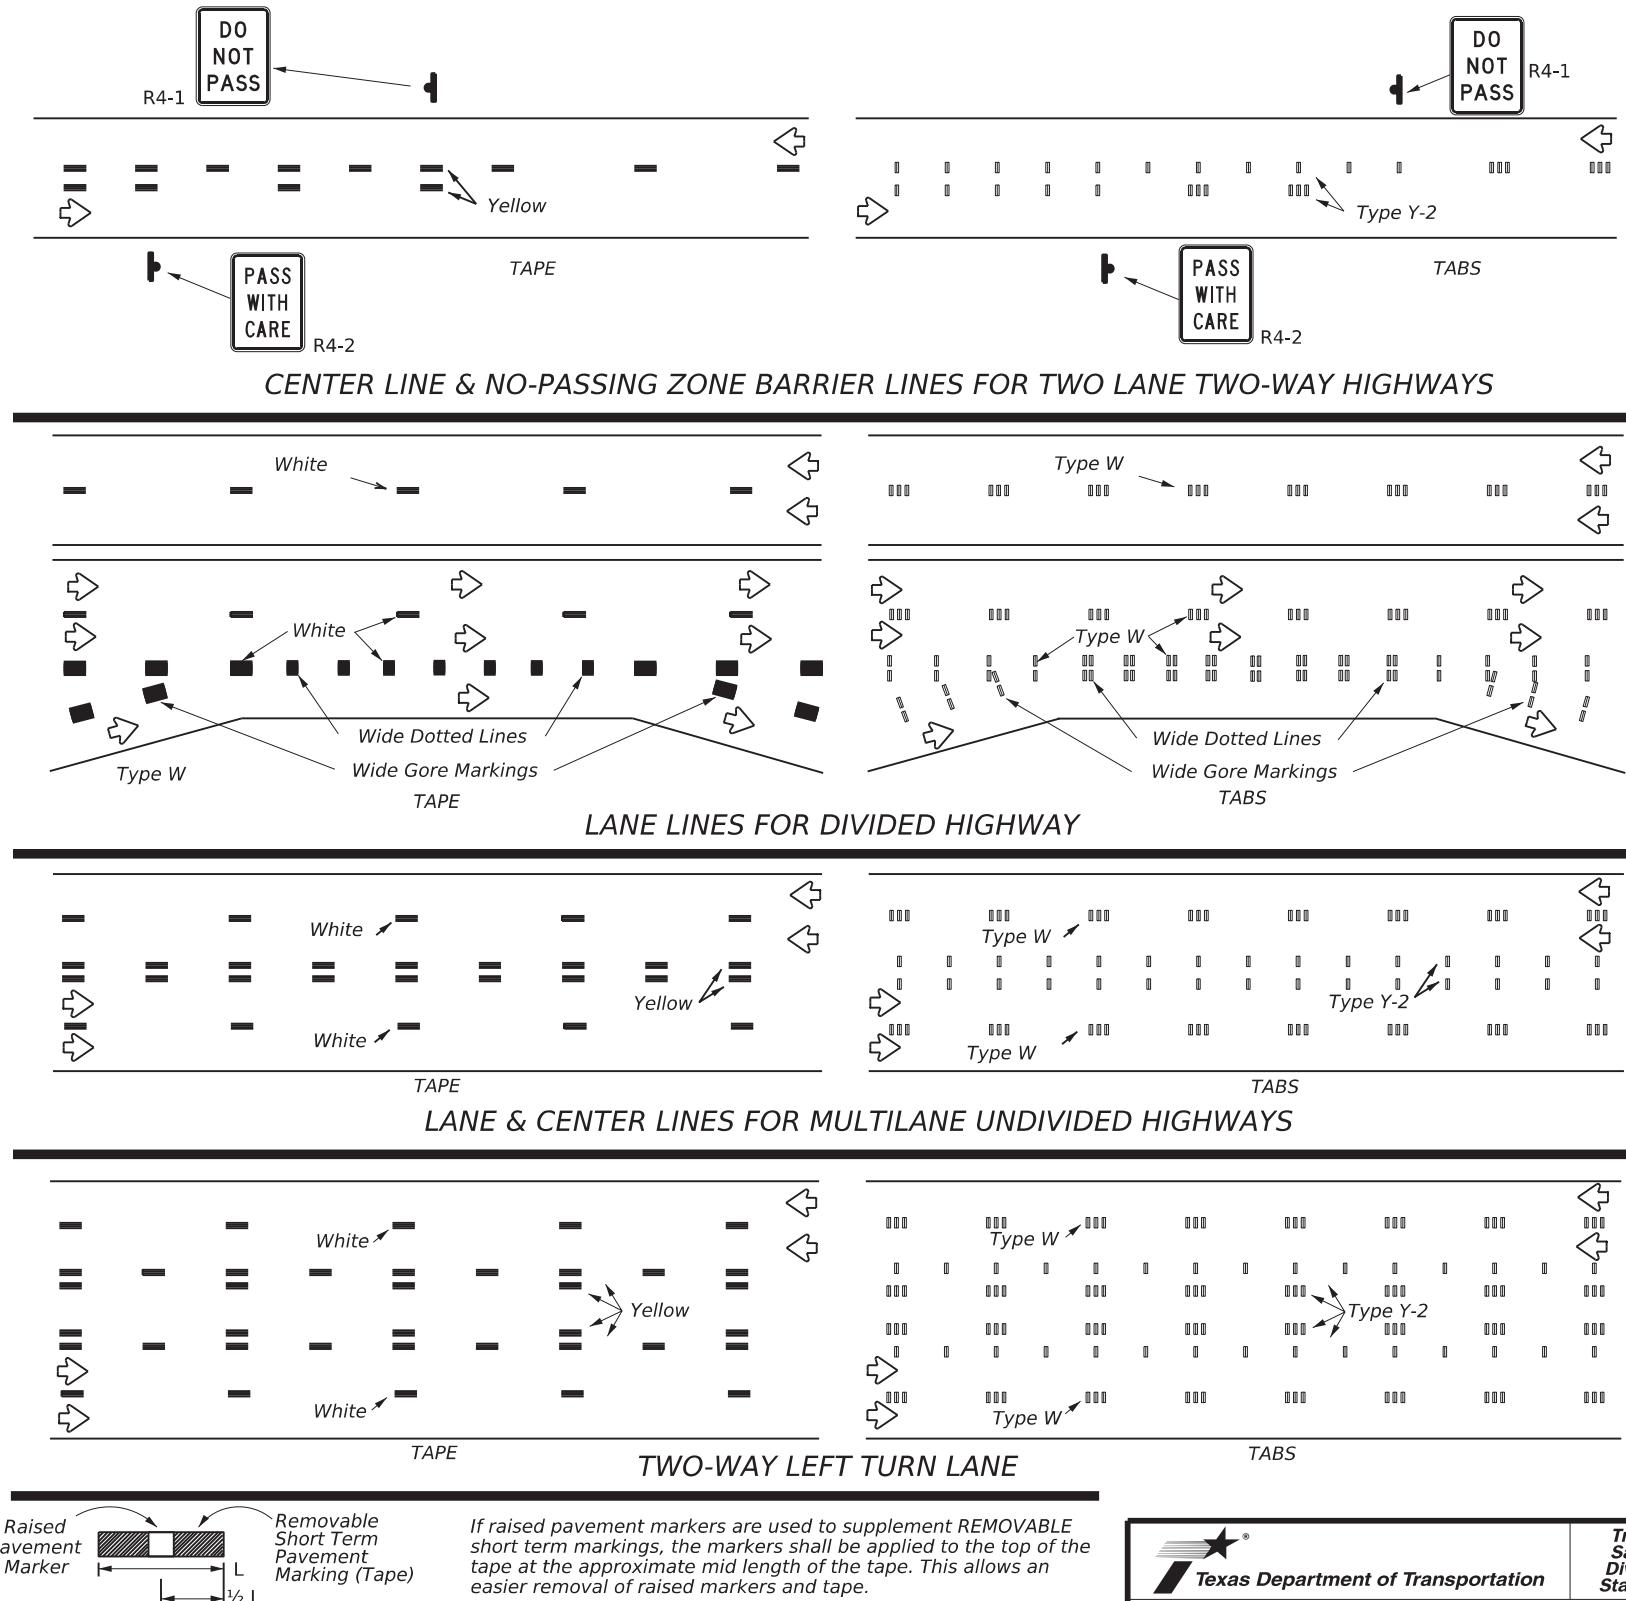 DO
NOT
PASS
R4-1
DO
NOT
PASS
R4-1
Yellow
Type Y-2
PASS
WITH
CARE
R4-2
TAPE
PASS
WITH
CARE
R4-2
TABS
CENTER LINE & NO-PASSING ZONE BARRIER LINES FOR TWO LANE TWO-WAY HIGHWAYS
White
Type W
White
Type W
Wide Dotted Lines
Wide Gore Markings
Type W
TAPE
Wide Dotted Lines
Wide Gore Markings
TABS
LANE LINES FOR DIVIDED HIGHWAY
White
Type W
Yellow
Type Y-2
White
Type W
TAPE
TABS
LANE & CENTER LINES FOR MULTILANE UNDIVIDED HIGHWAYS
White
Type W
Yellow
Type Y-2
White
Type W
TAPE
TABS
TWO-WAY LEFT TURN LANE
Raised
avement
Marker
L
½ L
Removable
Short Term
Pavement
Marking (Tape)
If raised pavement markers are used to supplement REMOVABLE
short term markings, the markers shall be applied to the top of the
tape at the approximate mid length of the tape. This allows an
easier removal of raised markers and tape.
®
Texas Department of Transportation
Tr
Sa
Div
Sta